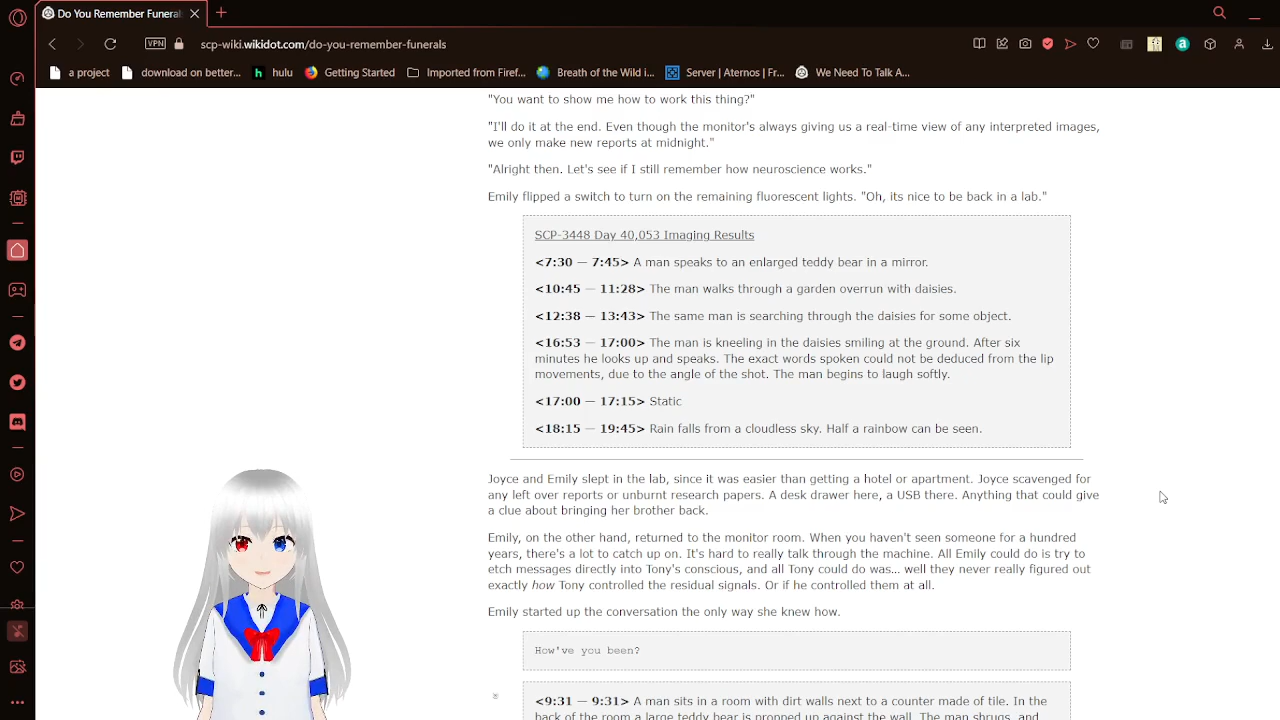 Do You Remember Funeral
VPN
scp-wiki.wikidot.com/do-you-remember-funerals
a project
download on better...
hulu
Getting Started
Imported from Firef...
Breath of the Wild i...
Server | Aternos | Fr...
We Need To Talk A...
"You want to show me how to work this thing?"
"I'll do it at the end. Even though the monitor's always giving us a real-time view of any interpreted images,
we only make new reports at midnight."
"Alright then. Let's see if I still remember how neuroscience works."
Emily flipped a switch to turn on the remaining fluorescent lights. "Oh, its nice to be back in a lab."
SCP-3448 Day 40,053 Imaging Results
<7:30 — 7:45> A man speaks to an enlarged teddy bear in a mirror.
<10:45 — 11:28> The man walks through a garden overrun with daisies.
<12:38 — 13:43> The same man is searching through the daisies for some object.
<16:53 — 17:00> The man is kneeling in the daisies smiling at the ground. After six
minutes he looks up and speaks. The exact words spoken could not be deduced from the lip
movements, due to the angle of the shot. The man begins to laugh softly.
<17:00 — 17:15> Static
<18:15 — 19:45> Rain falls from a cloudless sky. Half a rainbow can be seen.
Joyce and Emily slept in the lab, since it was easier than getting a hotel or apartment. Joyce scavenged for
any left over reports or unburnt research papers. A desk drawer here, a USB there. Anything that could give
a clue about bringing her brother back.
Emily, on the other hand, returned to the monitor room. When you haven't seen someone for a hundred
years, there's a lot to catch up on. It's hard to really talk through the machine. All Emily could do is try to
etch messages directly into Tony's conscious, and all Tony could do was... well they never really figured out
exactly how Tony controlled the residual signals. Or if he controlled them at all.
Emily started up the conversation the only way she knew how.
How've you been?
<9:31 — 9:31> A man sits in a room with dirt walls next to a counter made of tile. In the
back of the room a large teddy bear is propped up against the wall. The man shrugs, and